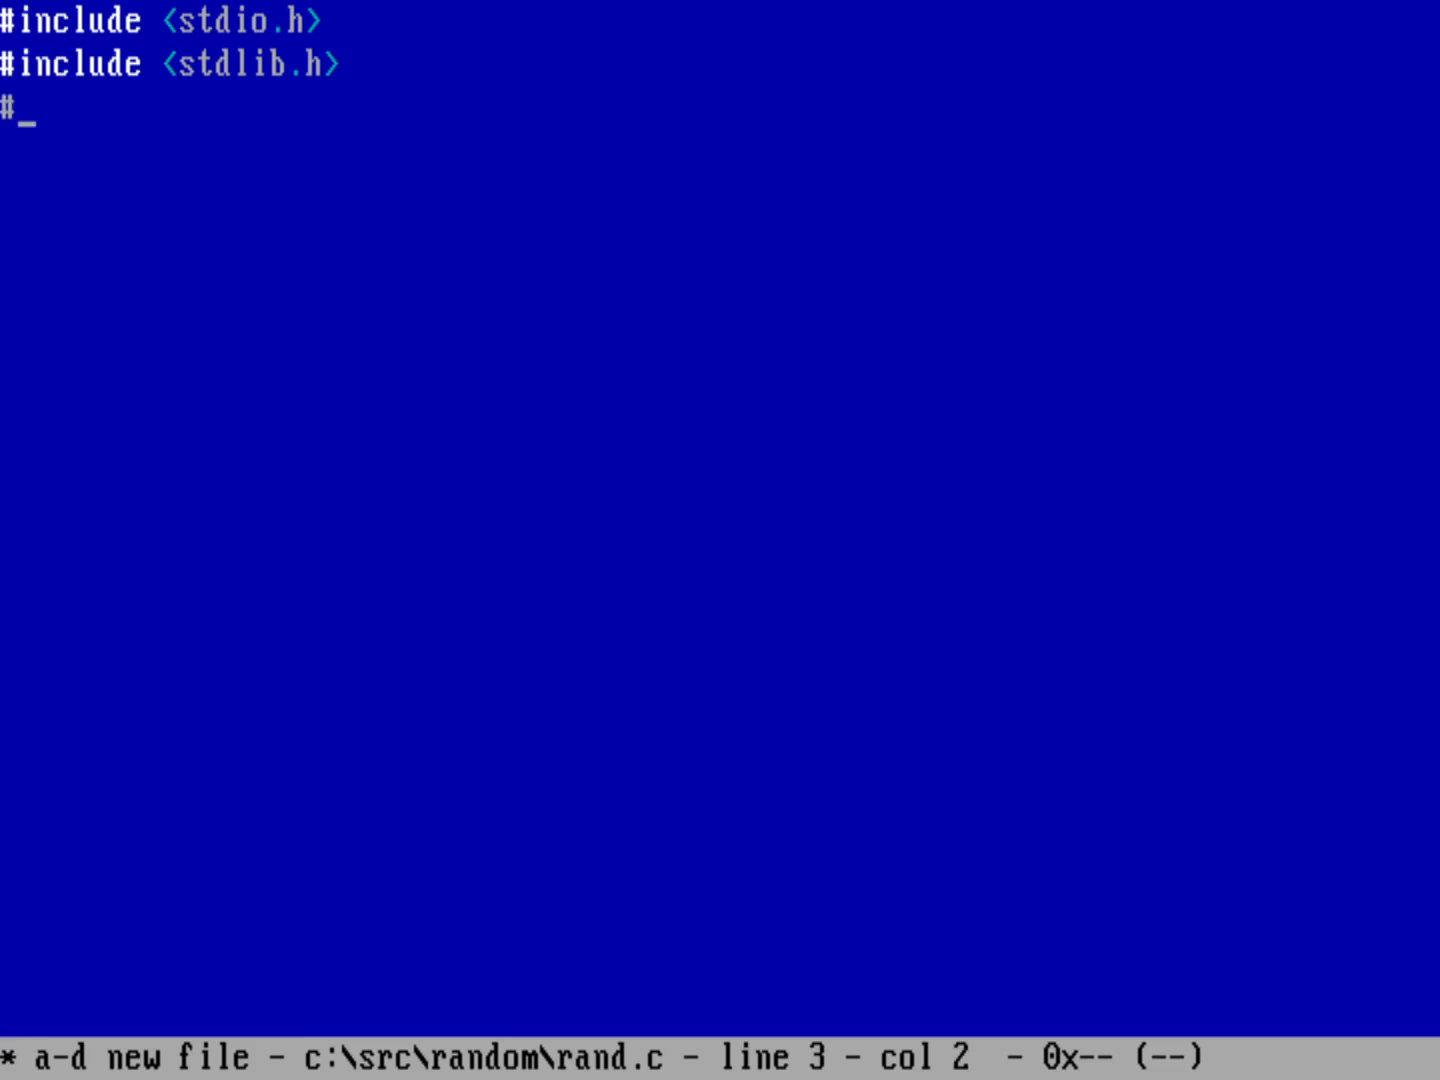 #include <stdio.h>
#include <stdlib.h>
#_
* a-d new file - c:\src\random\rand.c - line 3 - col 2 - 0x-- (--)